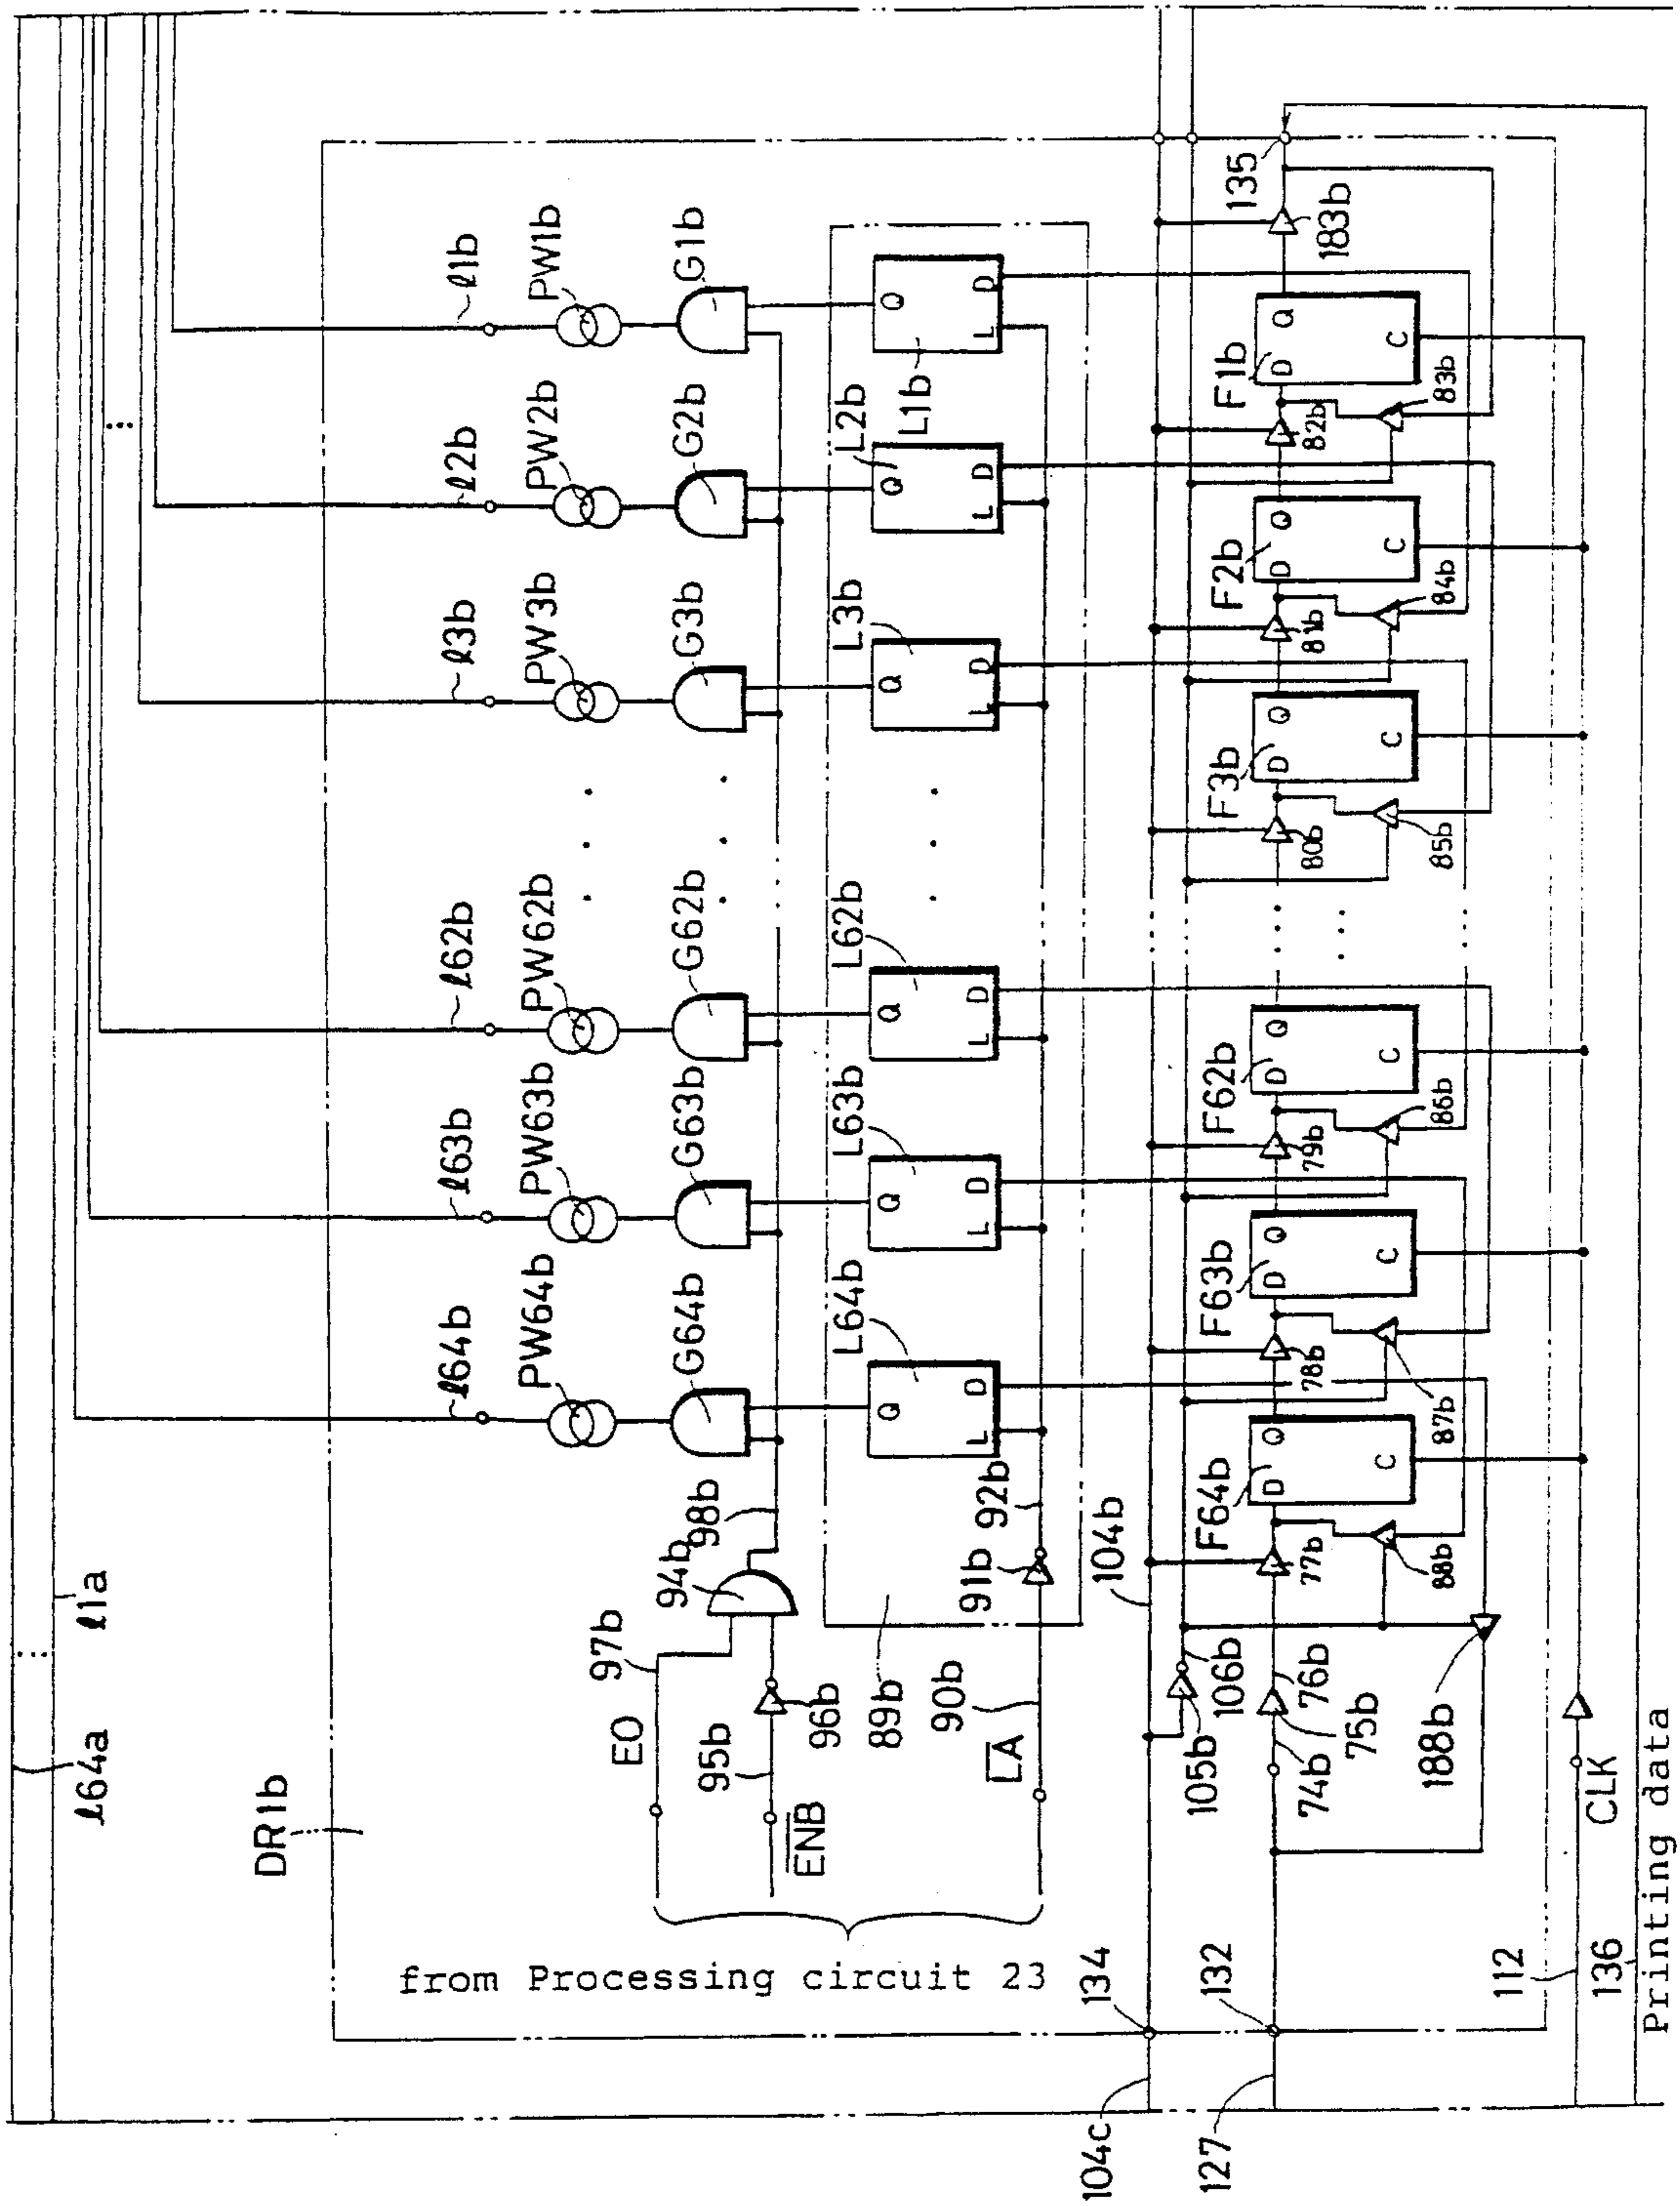 ℓ64a
...
ℓ1a
DR1b
ℓ64b
ℓ63b
ℓ62b
ℓ3b
ℓ2b
ℓ1b
...
PW64b
PW63b
PW62b
PW3b
PW2b
PW1b
G64b
G63b
G62b
G3b
G2b
G1b
EO
97b
94b
98b
95b
96b
ENB
89b
L64b
L63b
L62b
L3b
L2b
L1b
Q
Q
Q
Q
Q
Q
L D
L D
L D
L D
L D
L D
LA
90b
91b
92b
from Processing circuit 23
134
104c
104b
105b
106b
132
127
74b
75b
76b
F64b
F63b
F62b
F3b
F2b
F1b
D Q
D Q
D Q
D Q
D Q
D Q
C
C
C
C
C
C
77b
78b
79b
80b
81b
82b
183b
135
188b
88b
87b
86b
85b
84b
83b
112
CLK
136
Printing data